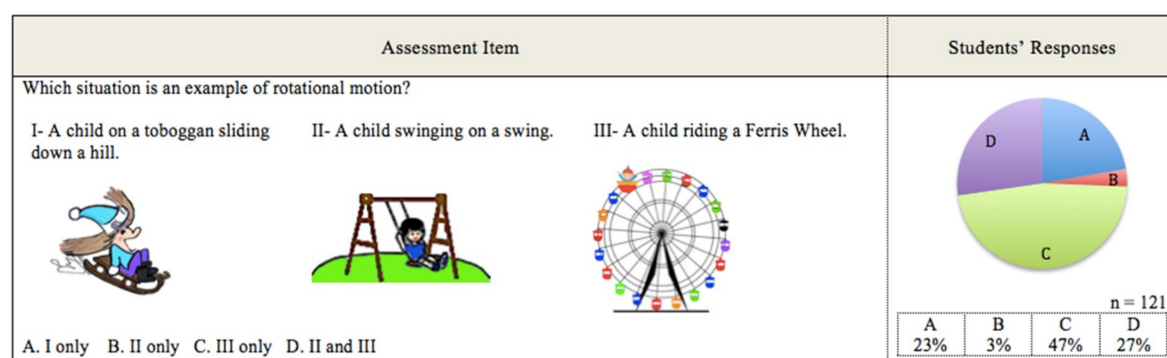 Assessment Item
Students’ Responses
Which situation is an example of rotational motion?
I- A child on a toboggan sliding
down a hill.
II- A child swinging on a swing.
III- A child riding a Ferris Wheel.
A. I only B. II only C. III only D. II and III
D
A
B
C
n = 121
A B C D
23% 3% 47% 27%